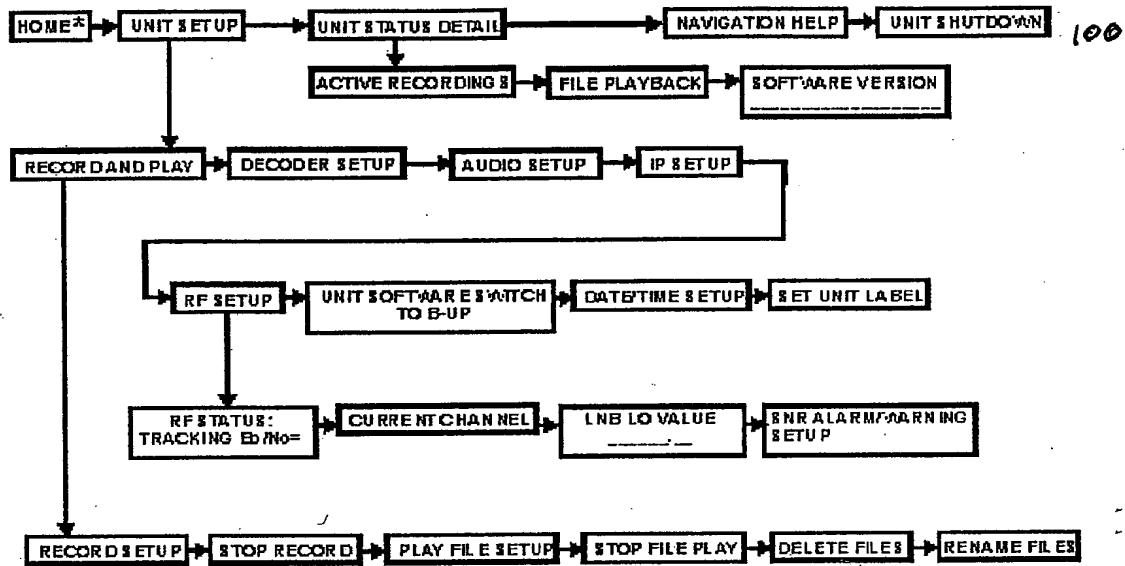 HOME*
UNIT SETUP
UNIT STATUS DETAIL
NAVIGATION HELP
UNIT SHUTDOWN
100
ACTIVE RECORDINGS
FILE PLAYBACK
SOFTWARE VERSION
_ _ _ _ _ _ _ _ _ _ _ _ _ _
RECORD AND PLAY
DECODER SETUP
AUDIO SETUP
IP SETUP
RF SETUP
UNIT SOFTWARE SWITCH
TO B-UP
DATE/TIME SETUP
SET UNIT LABEL
RF STATUS:
TRACKING Eb/No=
CURRENT CHANNEL
LNB LO VALUE
_____._
SNR ALARM/WARNING
SETUP
RECORD SETUP
STOP RECORD
PLAY FILE SETUP
STOP FILE PLAY
DELETE FILES
RENAME FILES